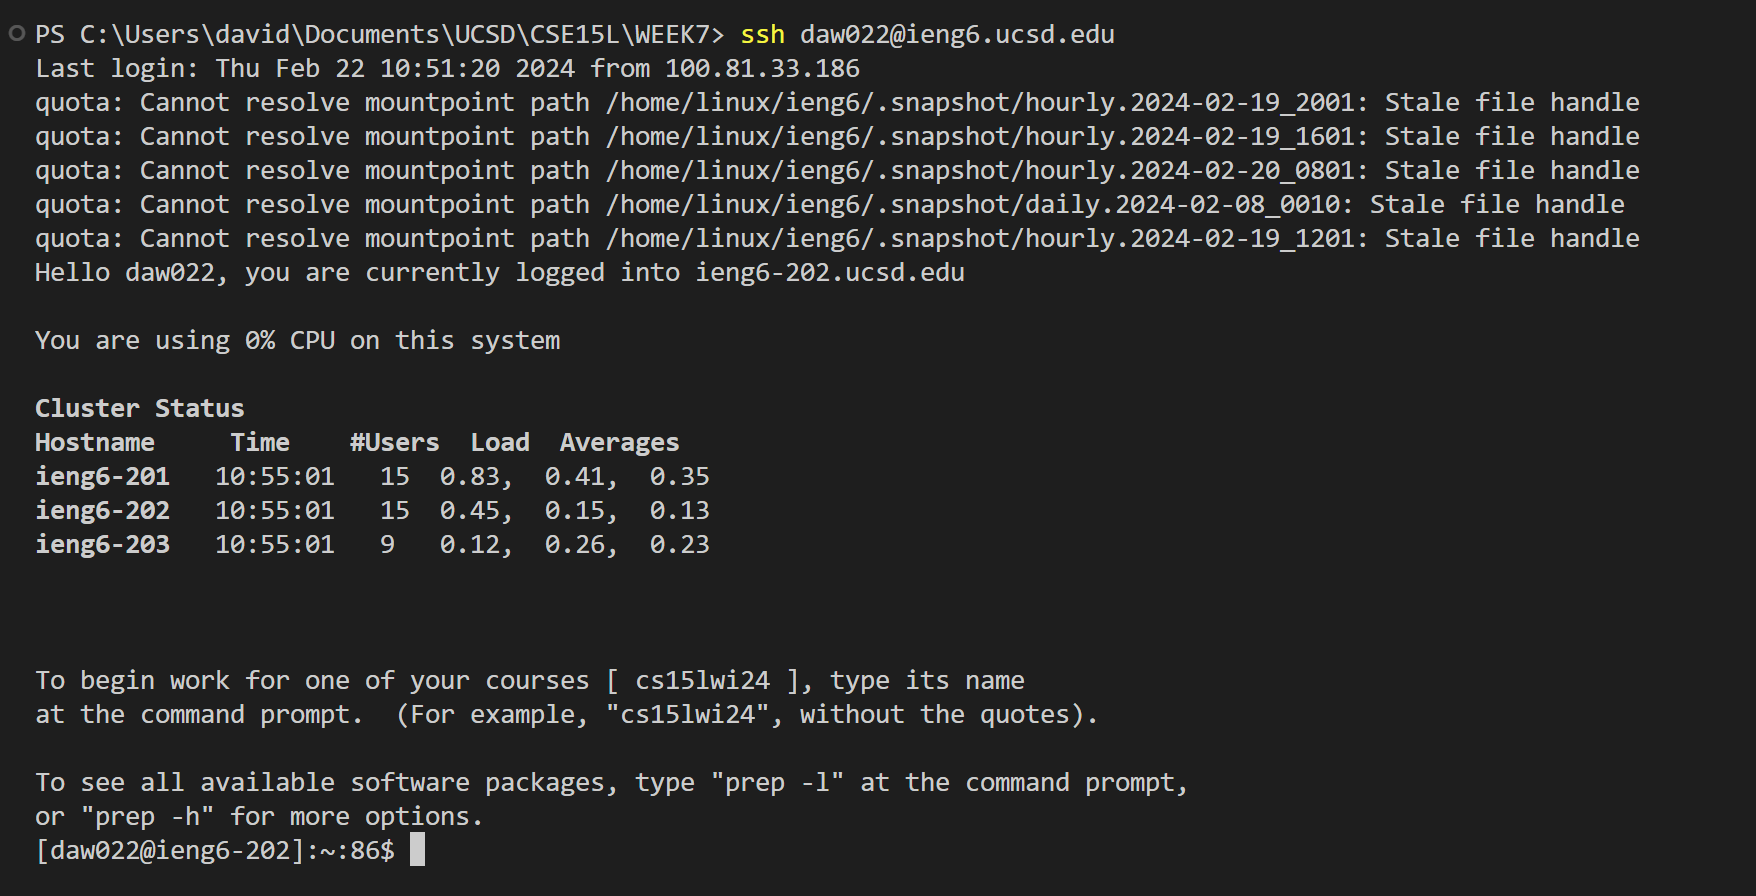 PS C:\Users\david\Documents\UCSD\CSE15L\WEEK7> ssh daw022@ieng6.ucsd.edu
Last login: Thu Feb 22 10:51:20 2024 from 100.81.33.186
quota: Cannot resolve mountpoint path /home/linux/ieng6/.snapshot/hourly.2024-02-19_2001: Stale file handle
quota: Cannot resolve mountpoint path /home/linux/ieng6/.snapshot/hourly.2024-02-19_1601: Stale file handle
quota: Cannot resolve mountpoint path /home/linux/ieng6/.snapshot/hourly.2024-02-20_0801: Stale file handle
quota: Cannot resolve mountpoint path /home/linux/ieng6/.snapshot/daily.2024-02-08_0010: Stale file handle
quota: Cannot resolve mountpoint path /home/linux/ieng6/.snapshot/hourly.2024-02-19_1201: Stale file handle
Hello daw022, you are currently logged into ieng6-202.ucsd.edu

You are using 0% CPU on this system

Cluster Status
Hostname     Time    #Users  Load  Averages
ieng6-201   10:55:01   15  0.83,  0.41,  0.35
ieng6-202   10:55:01   15  0.45,  0.15,  0.13
ieng6-203   10:55:01   9   0.12,  0.26,  0.23

To begin work for one of your courses [ cs15lwi24 ], type its name
at the command prompt.  (For example, "cs15lwi24", without the quotes).

To see all available software packages, type "prep -l" at the command prompt,
or "prep -h" for more options.
[daw022@ieng6-202]:~:86$